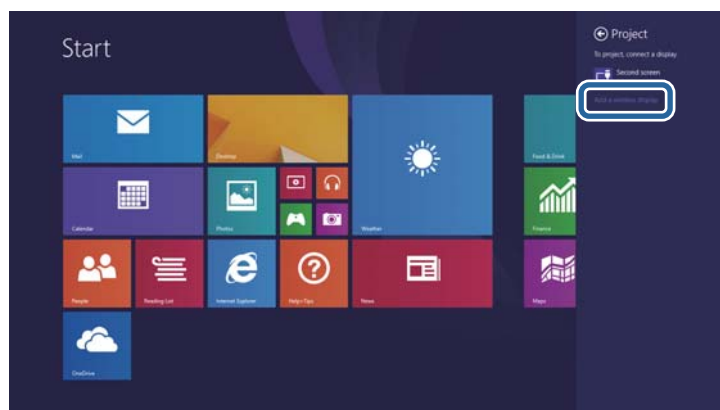 Start
Project
To project, connect a display
Second screen
Add a wireless display
Mail
Desktop
Food & Drink
Calendar
Photos
Weather
Finance
People
Reading List
Internet Explorer
Help+Tips
News
Maps
OneDrive